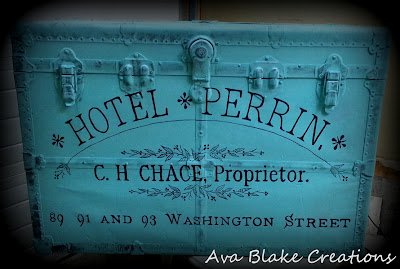 * HOTEL * PERRIN, *
C. H CHACE, Proprietor.
89 91 AND 93 WASHINGTON STREET
Ava Blake Creations